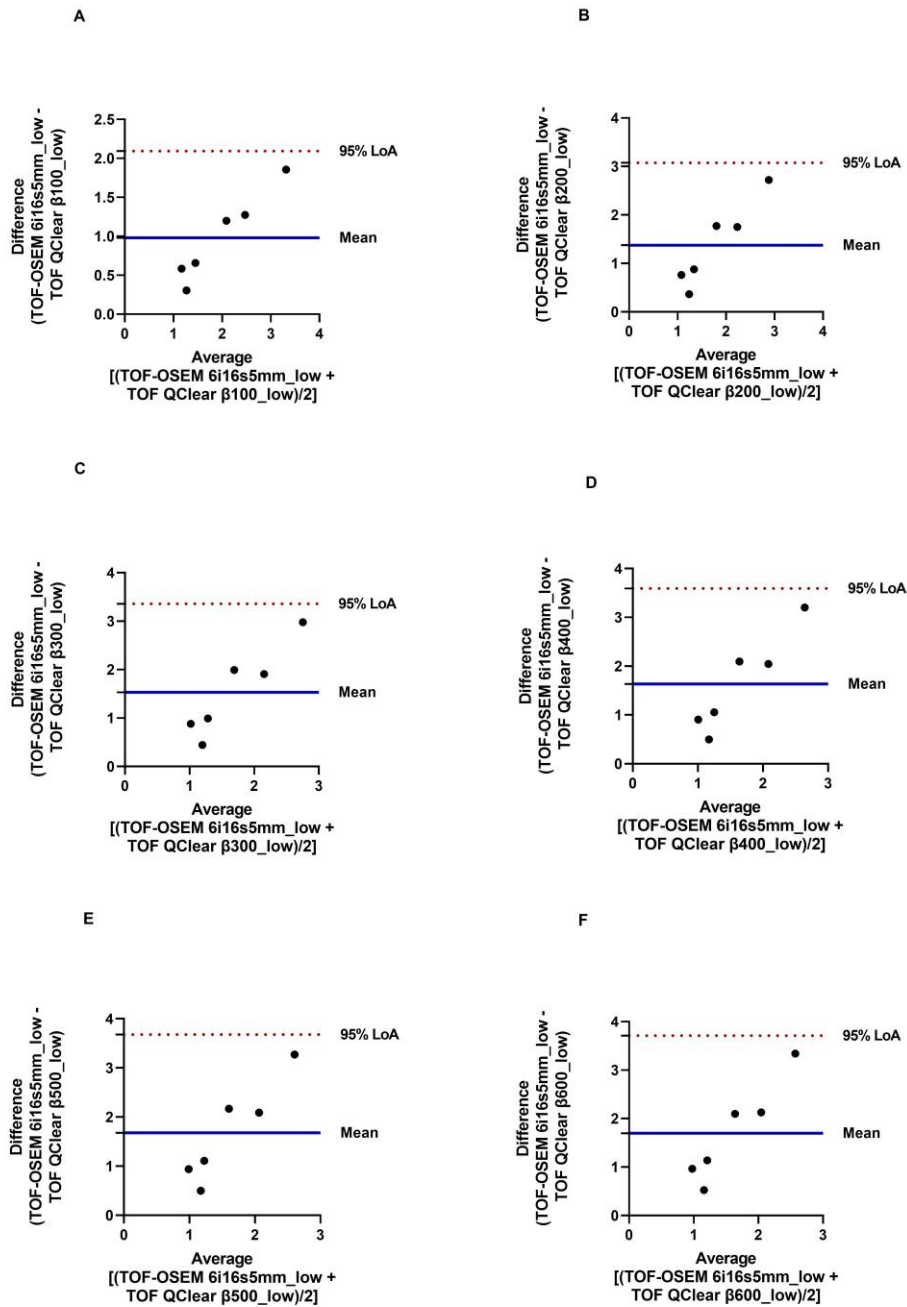 A
Difference
(TOF-OSEM 6i16s5mm_low -
TOF QClear β100_low)
2.5
2.0
1.5
1.0
0.5
0.0
95% LoA
Mean
0 1 2 3 4
Average
[(TOF-OSEM 6i16s5mm_low +
TOF QClear β100_low)/2]
B
Difference
(TOF-OSEM 6i16s5mm_low -
TOF QClear β200_low)
4
3
2
1
0
95% LoA
Mean
0 1 2 3 4
Average
[(TOF-OSEM 6i16s5mm_low +
TOF QClear β200_low)/2]
C
Difference
(TOF-OSEM 6i16s5mm_low -
TOF QClear β300_low)
4
3
2
1
0
95% LoA
Mean
0 1 2 3
Average
[(TOF-OSEM 6i16s5mm_low +
TOF QClear β300_low)/2]
D
Difference
(TOF-OSEM 6i16s5mm_low -
TOF QClear β400_low)
4
3
2
1
0
95% LoA
Mean
0 1 2 3
Average
[(TOF-OSEM 6i16s5mm_low +
TOF QClear β400_low)/2]
E
Difference
(TOF-OSEM 6i16s5mm_low -
TOF QClear β500_low)
4
3
2
1
0
95% LoA
Mean
0 1 2 3
Average
[(TOF-OSEM 6i16s5mm_low +
TOF QClear β500_low)/2]
F
Difference
(TOF-OSEM 6i16s5mm_low -
TOF QClear β600_low)
4
3
2
1
0
95% LoA
Mean
0 1 2 3
Average
[(TOF-OSEM 6i16s5mm_low +
TOF QClear β600_low)/2]